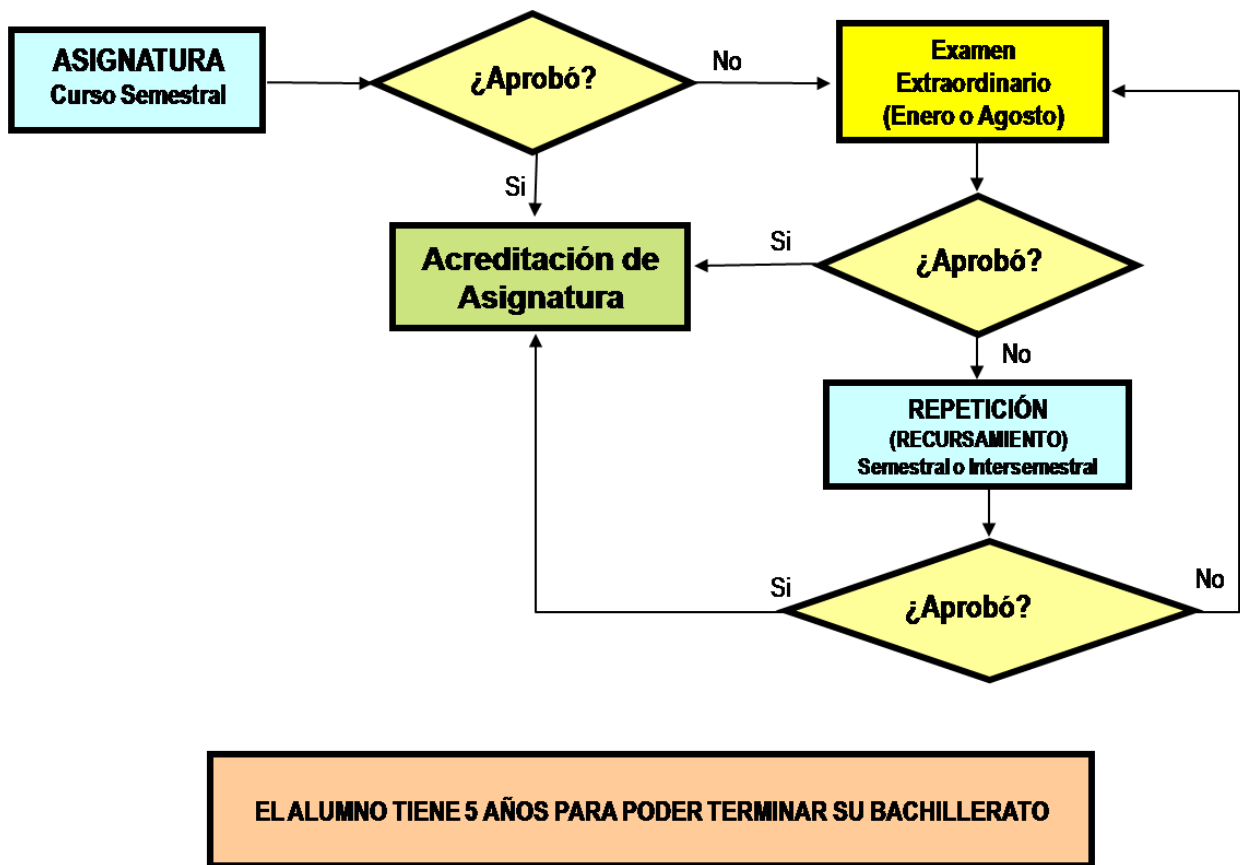 ASIGNATURA
Curso Semestral
¿Aprobó?
No
Examen
Extraordinario
(Enero o Agosto)
Si
Acreditación de
Asignatura
Si
¿Aprobó?
No
REPETICIÓN
(RECURSAMIENTO)
Semestral o Intersemestral
Si
¿Aprobó?
No
EL ALUMNO TIENE 5 AÑOS PARA PODER TERMINAR SU BACHILLERATO